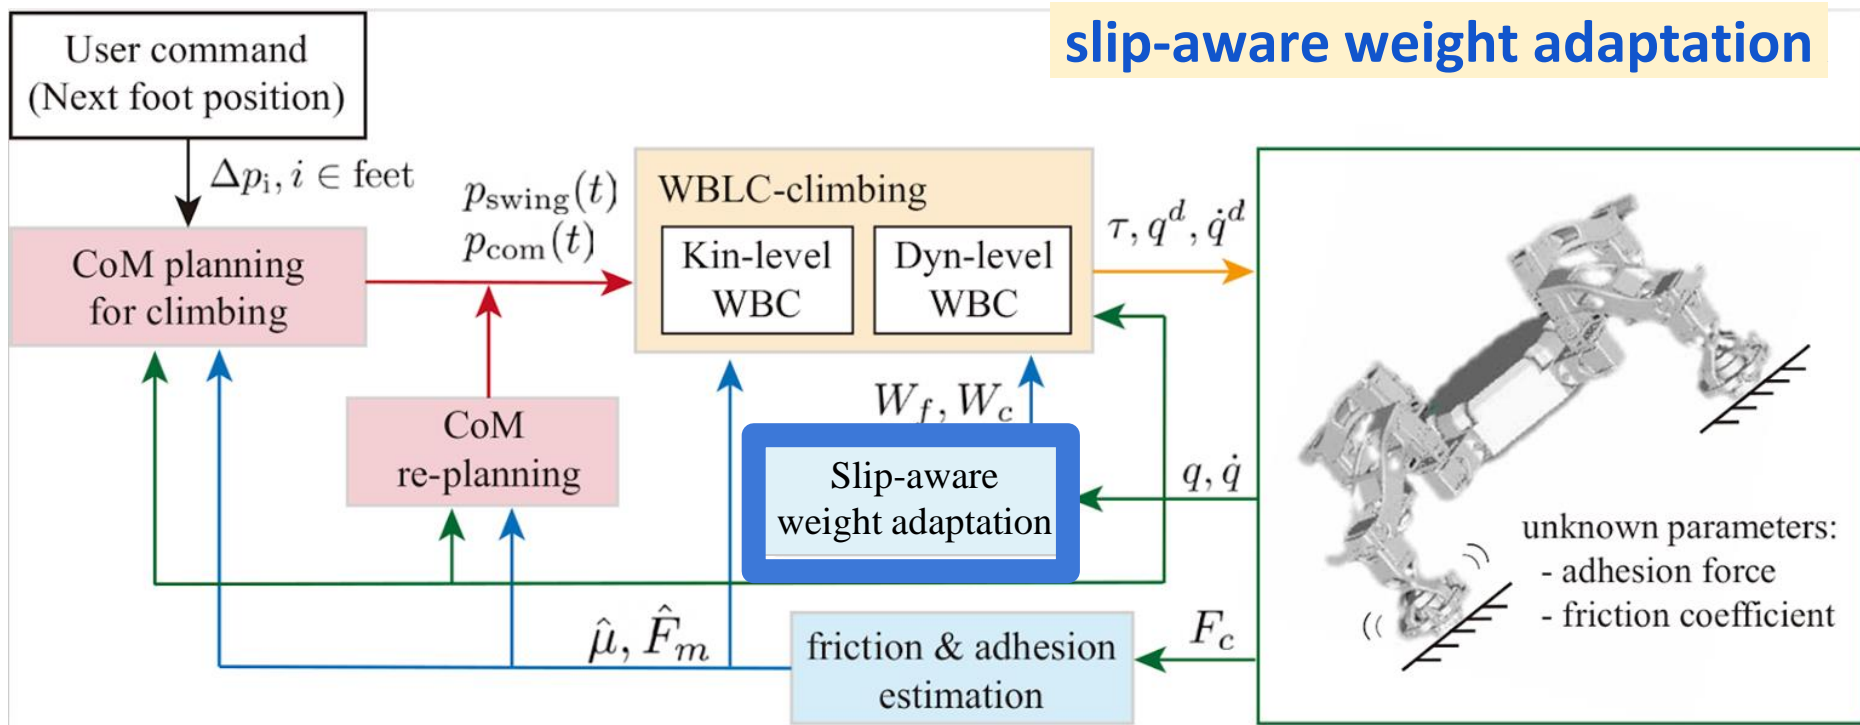 slip-aware weight adaptation
User command
(Next foot position)
Δp_i, i ∈ feet
CoM planning
for climbing
p_swing(t)
p_com(t)
WBLC-climbing
Kin-level
WBC
Dyn-level
WBC
τ, q^d, q̇^d
CoM
re-planning
W_f, W_c
Slip-aware
weight adaptation
q, q̇
μ̂, F̂_m
friction & adhesion
estimation
F_c
unknown parameters:
- adhesion force
- friction coefficient